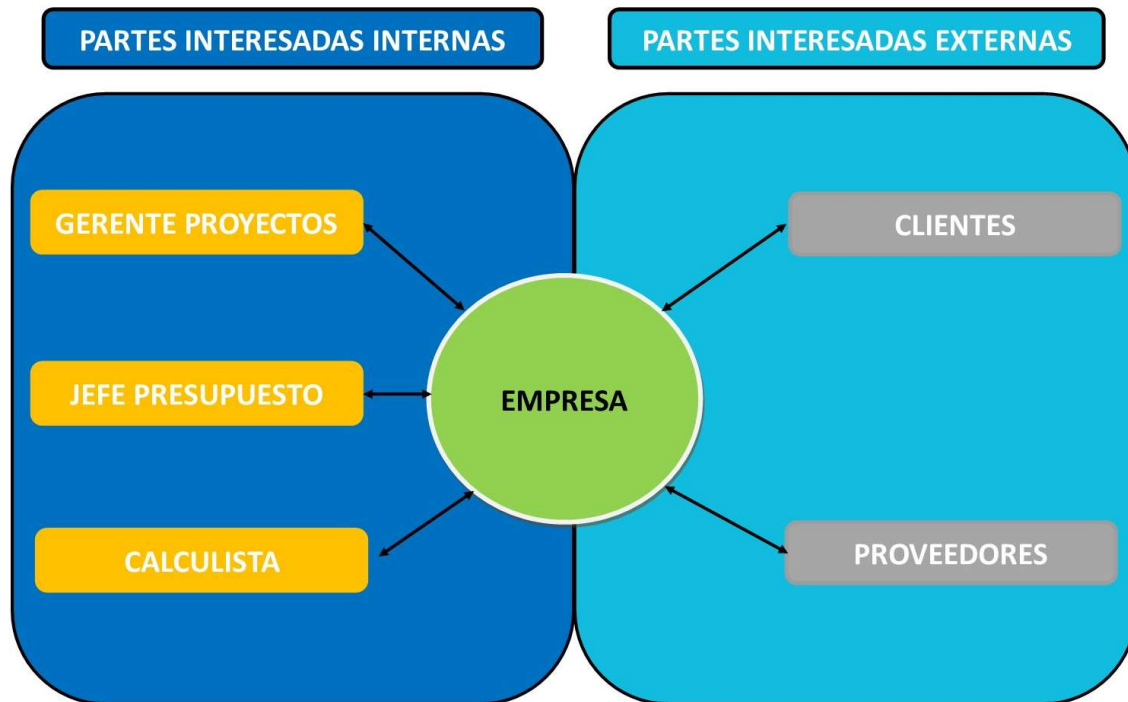 PARTES INTERESADAS INTERNAS
PARTES INTERESADAS EXTERNAS
GERENTE PROYECTOS
CLIENTES
JEFE PRESUPUESTO
EMPRESA
CALCULISTA
PROVEEDORES